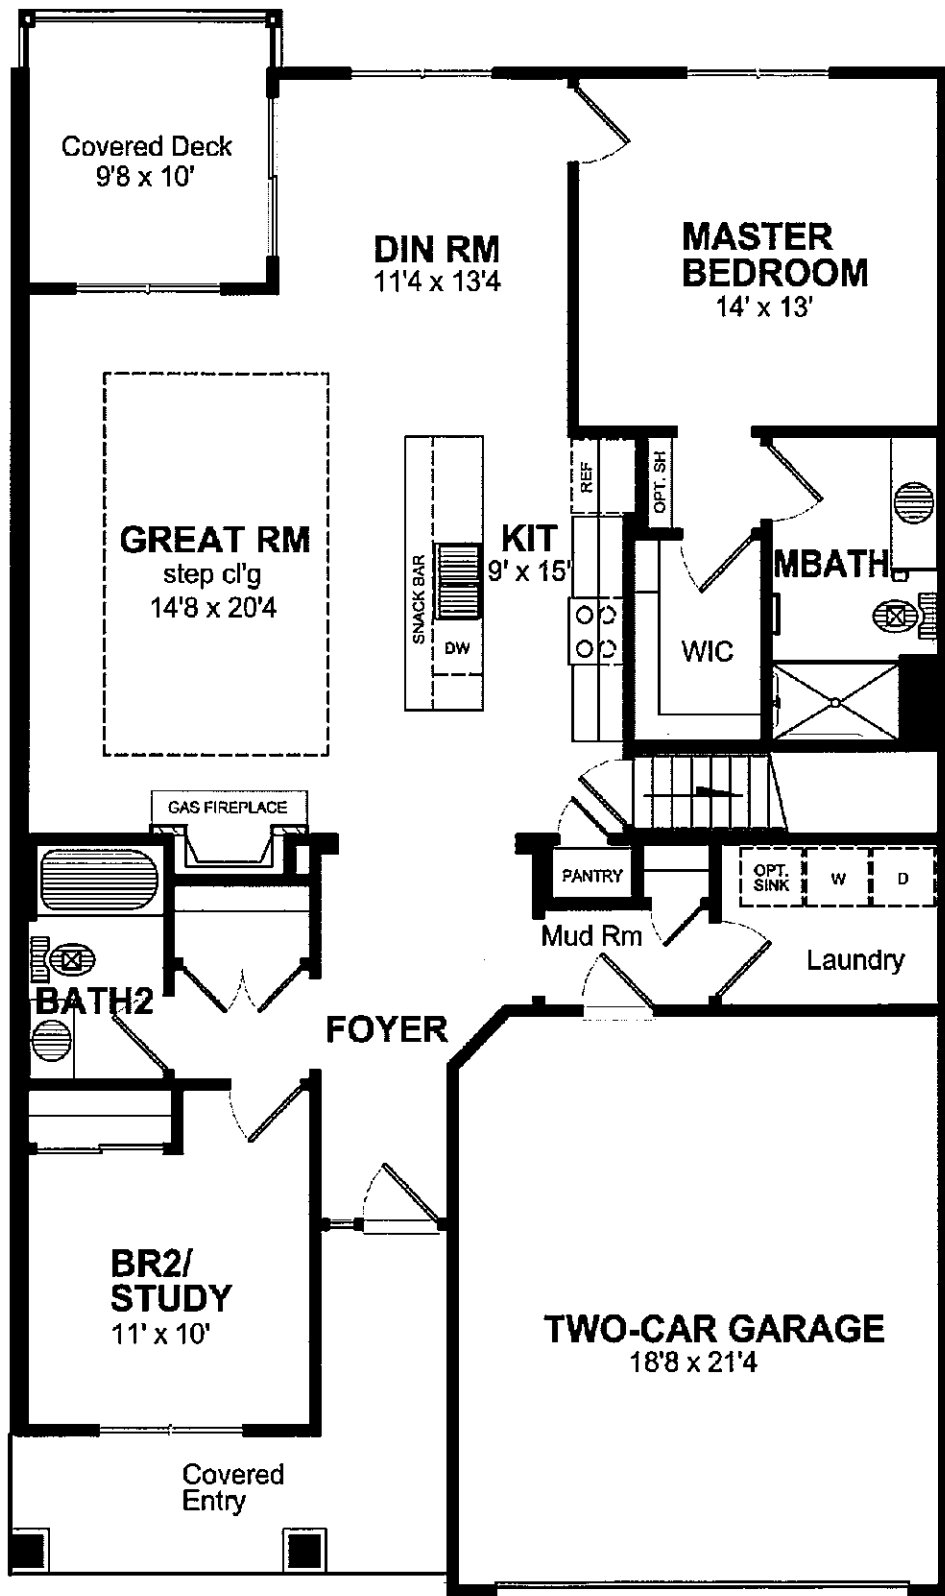 Covered Deck
9'8 x 10'
DIN RM
11'4 x 13'4
MASTER
BEDROOM
14' x 13'
GREAT RM
step cl'g
14'8 x 20'4
SNACK BAR
DW
KIT
9' x 15'
REF
OPT. SH
MBATH
WIC
GAS FIREPLACE
PANTRY
OPT.
SINK
W
D
Mud Rm
Laundry
BATH2
FOYER
BR2/
STUDY
11' x 10'
TWO-CAR GARAGE
18'8 x 21'4
Covered
Entry